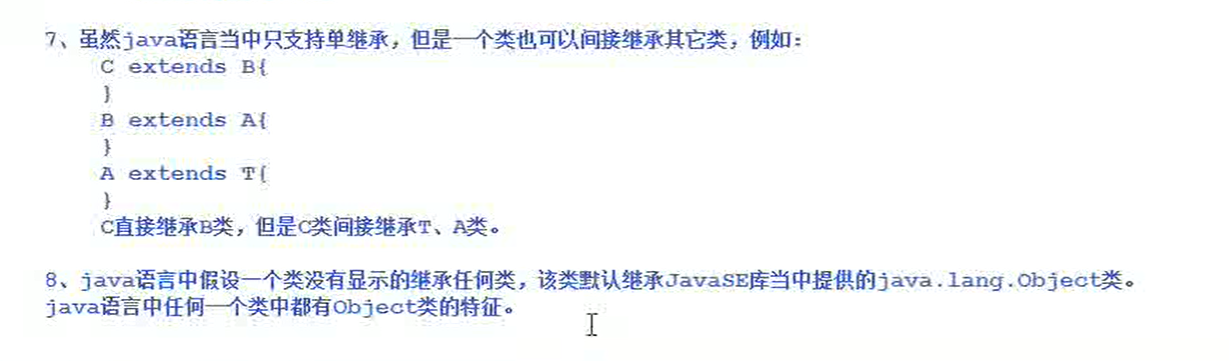 7、虽然java语言当中只支持单继承，但是一个类也可以间接继承其它类，例如：
C extends B{
}
B extends A{
}
A extends T{
}
C直接继承B类，但是C类间接继承T、A类。
8、java语言中假设一个类没有显示的继承任何类，该类默认继承JavaSE库当中提供的java.lang.Object类。
java语言中任何一个类中都有Object类的特征。